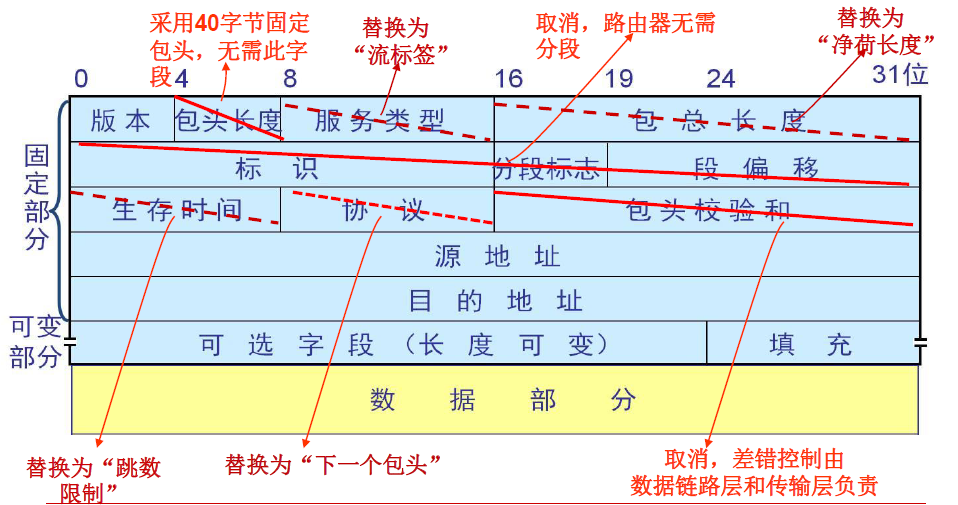 采用40字节固定
包头，无需此字
段
替换为
“流标签”
取消，路由器无需
分段
替换为
“净荷长度”
0 4 8 16 19 24 31位
版本 包头长度 服务类型 包总长度
标识 分段标志 段偏移
固定部分
生存时间 协议 包头校验和
源地址
目的地址
可变
部分
可选字段（长度可变） 填充
数据部分
替换为“跳数
限制”
替换为“下一个包头”
取消，差错控制由
数据链路层和传输层负责